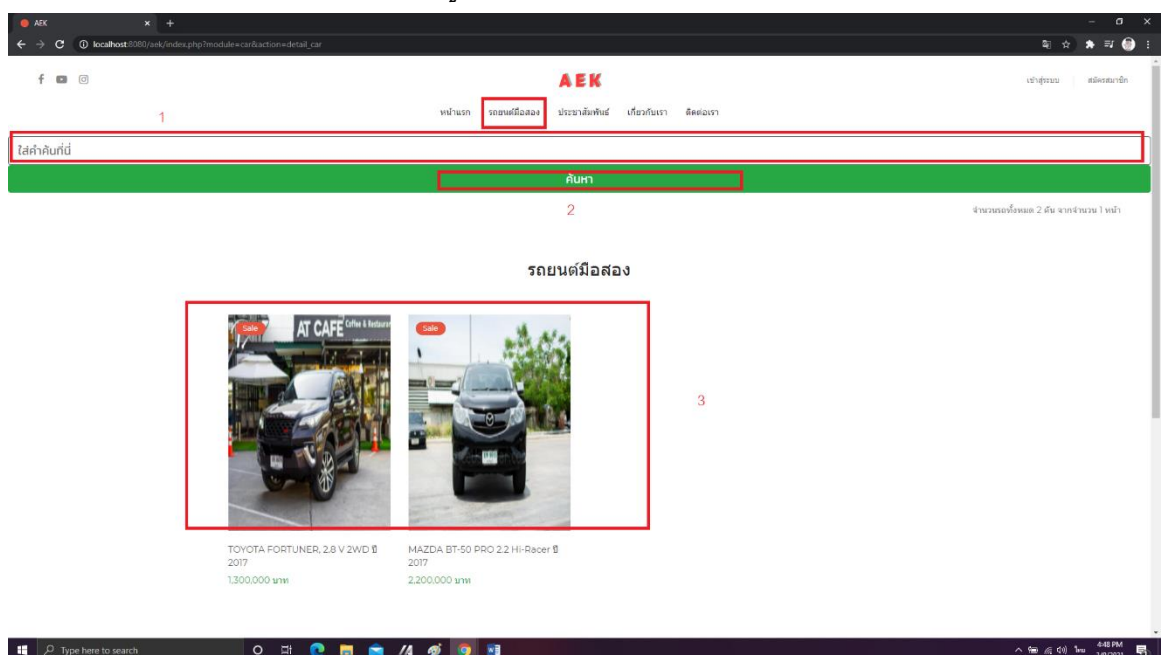 AEK
localhost:8080/aek/index.php?module=car&action=detail_car
AEK
เข้าสู่ระบบ สมัครสมาชิก
หน้าแรก รถยนต์มือสอง ประชาสัมพันธ์ เกี่ยวกับเรา ติดต่อเรา
1
ใส่คำค้นที่นี่
ค้นหา
2
จำนวนรถทั้งหมด 2 คัน จากจำนวน 1 หน้า
รถยนต์มือสอง
Sale AT CAFE Coffee & Restaurant
Sale
3
TOYOTA FORTUNER, 2.8 V 2WD ปี
2017
1,300,000 บาท
MAZDA BT-50 PRO 2.2 Hi-Racer ปี
2017
2,200,000 บาท
Type here to search
ไทย
4:48 PM